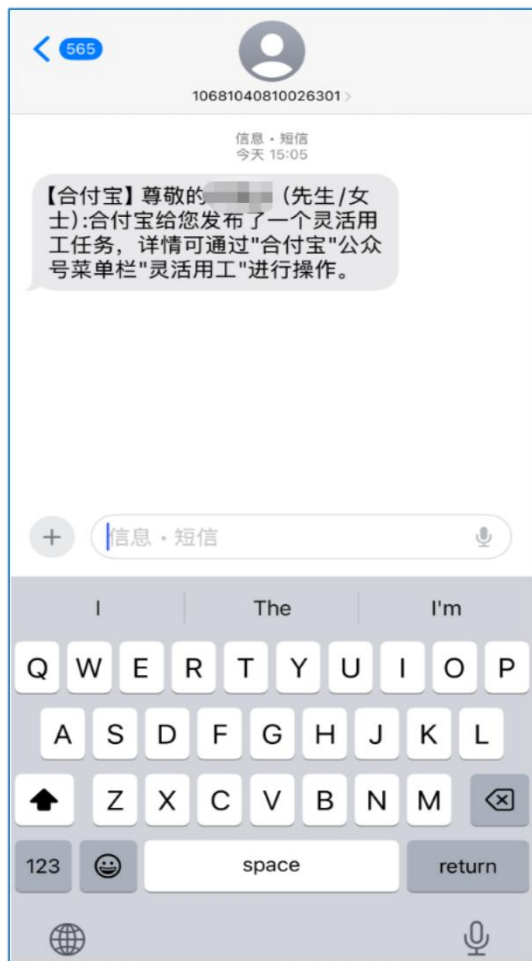 565
10681040810026301 >
信息·短信
今天 15:05
【合付宝】尊敬的 （先生/女
士）:合付宝给您发布了一个灵活用
工任务，详情可通过"合付宝"公众
号菜单栏"灵活用工"进行操作。
信息·短信
I The I'm
Q W E R T Y U I O P
A S D F G H J K L
Z X C V B N M
123 space return